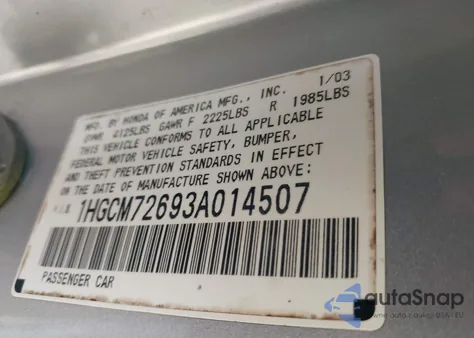 MFD. BY HONDA OF AMERICA MFG., INC. 1/03
GVWR 4125LBS GAWR F 2225LBS R 1985LBS
THIS VEHICLE CONFORMS TO ALL APPLICABLE
FEDERAL MOTOR VEHICLE SAFETY, BUMPER,
AND THEFT PREVENTION STANDARDS IN EFFECT
ON THE DATE OF MANUFACTURE SHOWN ABOVE:
V.I.N. 1HGCM72693A014507
PASSENGER CAR
autaSnap